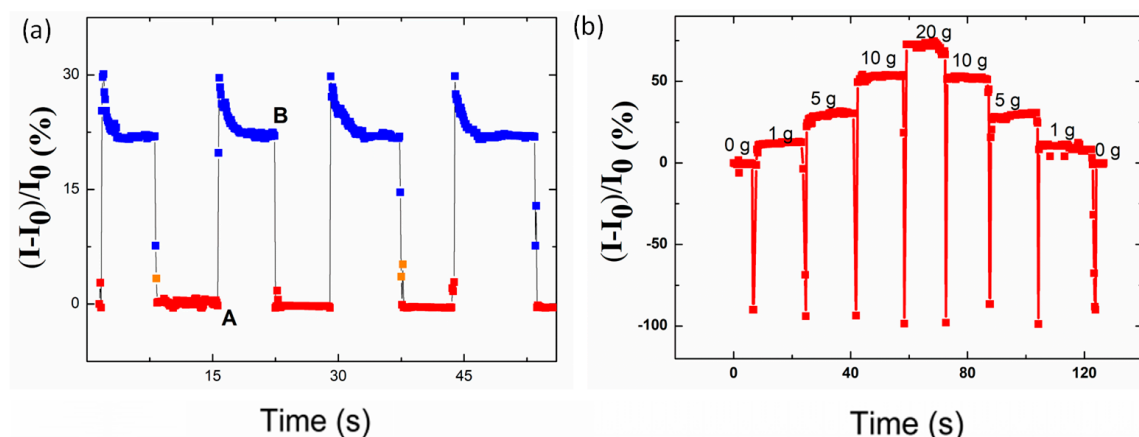 (a)
(I-I₀)/I₀ (%)
30
15
0
B
A
15
30
45
Time (s)
(b)
(I-I₀)/I₀ (%)
50
0
-50
-100
0 g
1 g
5 g
10 g
20 g
10 g
5 g
1 g
0 g
0
40
80
120
Time (s)